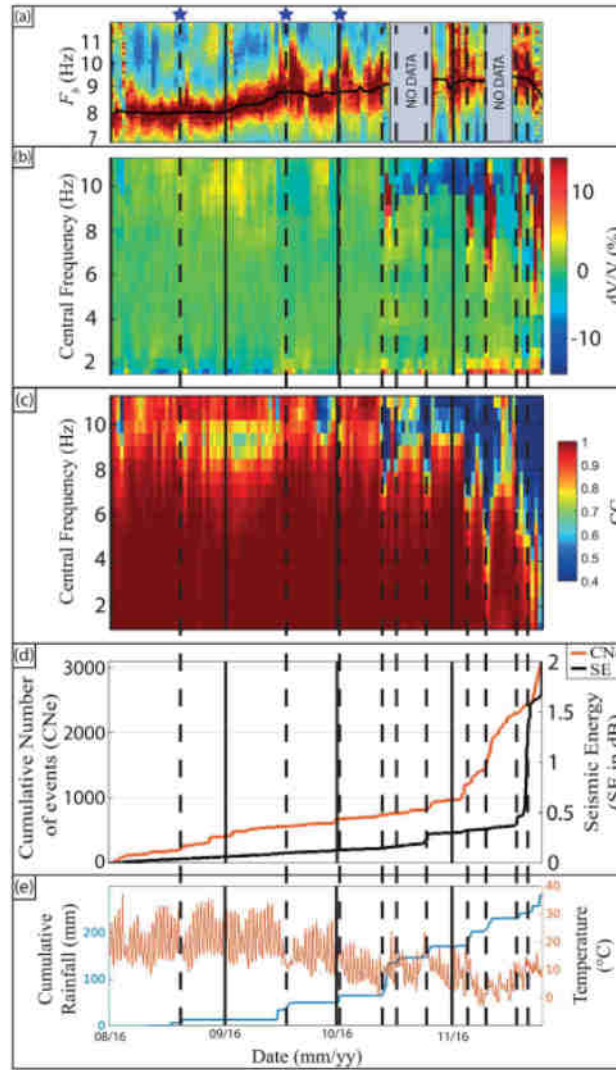 (a)
11
10
9
8
7
F_b (Hz)
NO DATA
NO DATA
(b)
10
8
6
4
2
Central Frequency (Hz)
10
0
-10
dV/V (%)
(c)
10
8
6
4
2
Central Frequency (Hz)
1
0.9
0.8
0.7
0.6
0.5
0.4
(d)
3000
2000
1000
0
Cumulative Number
of events (CNe)
CN
SE
2
1.5
1
0.5
0
Seismic Energy
(SE in dB)
(e)
200
100
0
Cumulative
Rainfall (mm)
40
30
20
10
0
Temperature
(°C)
08/16
09/16
10/16
11/16
Date (mm/yy)